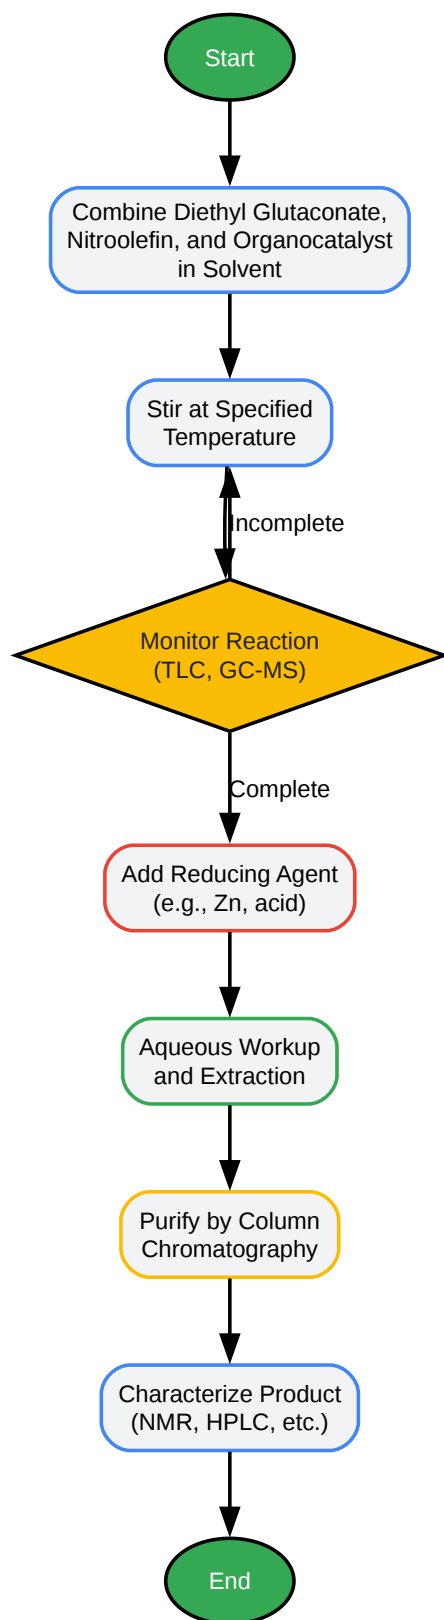 Start
Combine Diethyl Glutaconate,
Nitroolefin, and Organocatalyst
in Solvent
Stir at Specified
Temperature
Incomplete
Monitor Reaction
(TLC, GC-MS)
Complete
Add Reducing Agent
(e.g., Zn, acid)
Aqueous Workup
and Extraction
Purify by Column
Chromatography
Characterize Product
(NMR, HPLC, etc.)
End